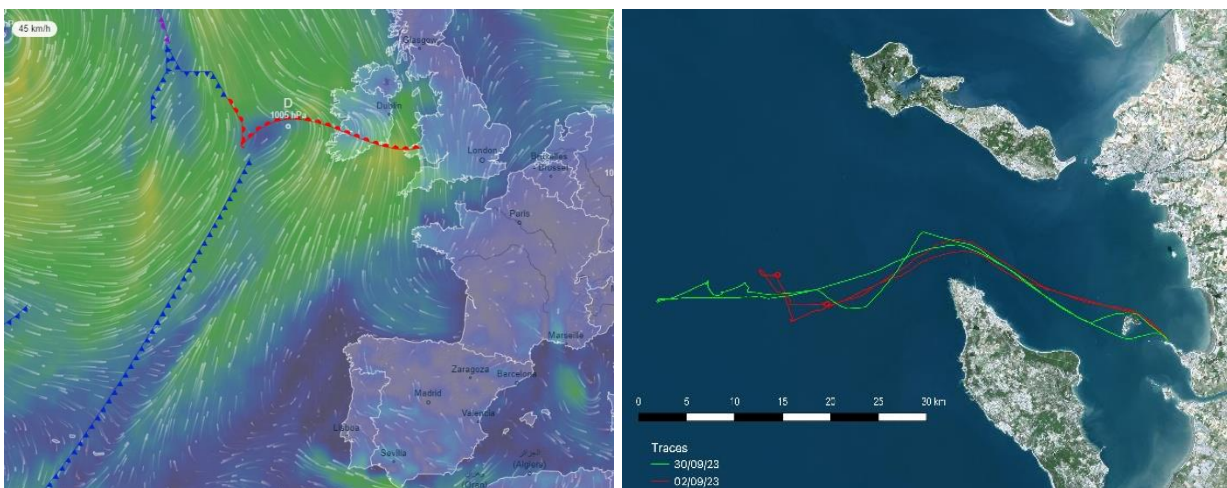 45 km/h
Glasgow
D
1005 hPa
Dublin
London
Bruxelles
- Brussel
Paris
Marseille
Zaragoza
Barcelona
Madrid
Valencia
Lisboa
Sevilla
(Algiers)
0 5 10 15 20 25 30 km
Traces
30/09/23
02/09/23